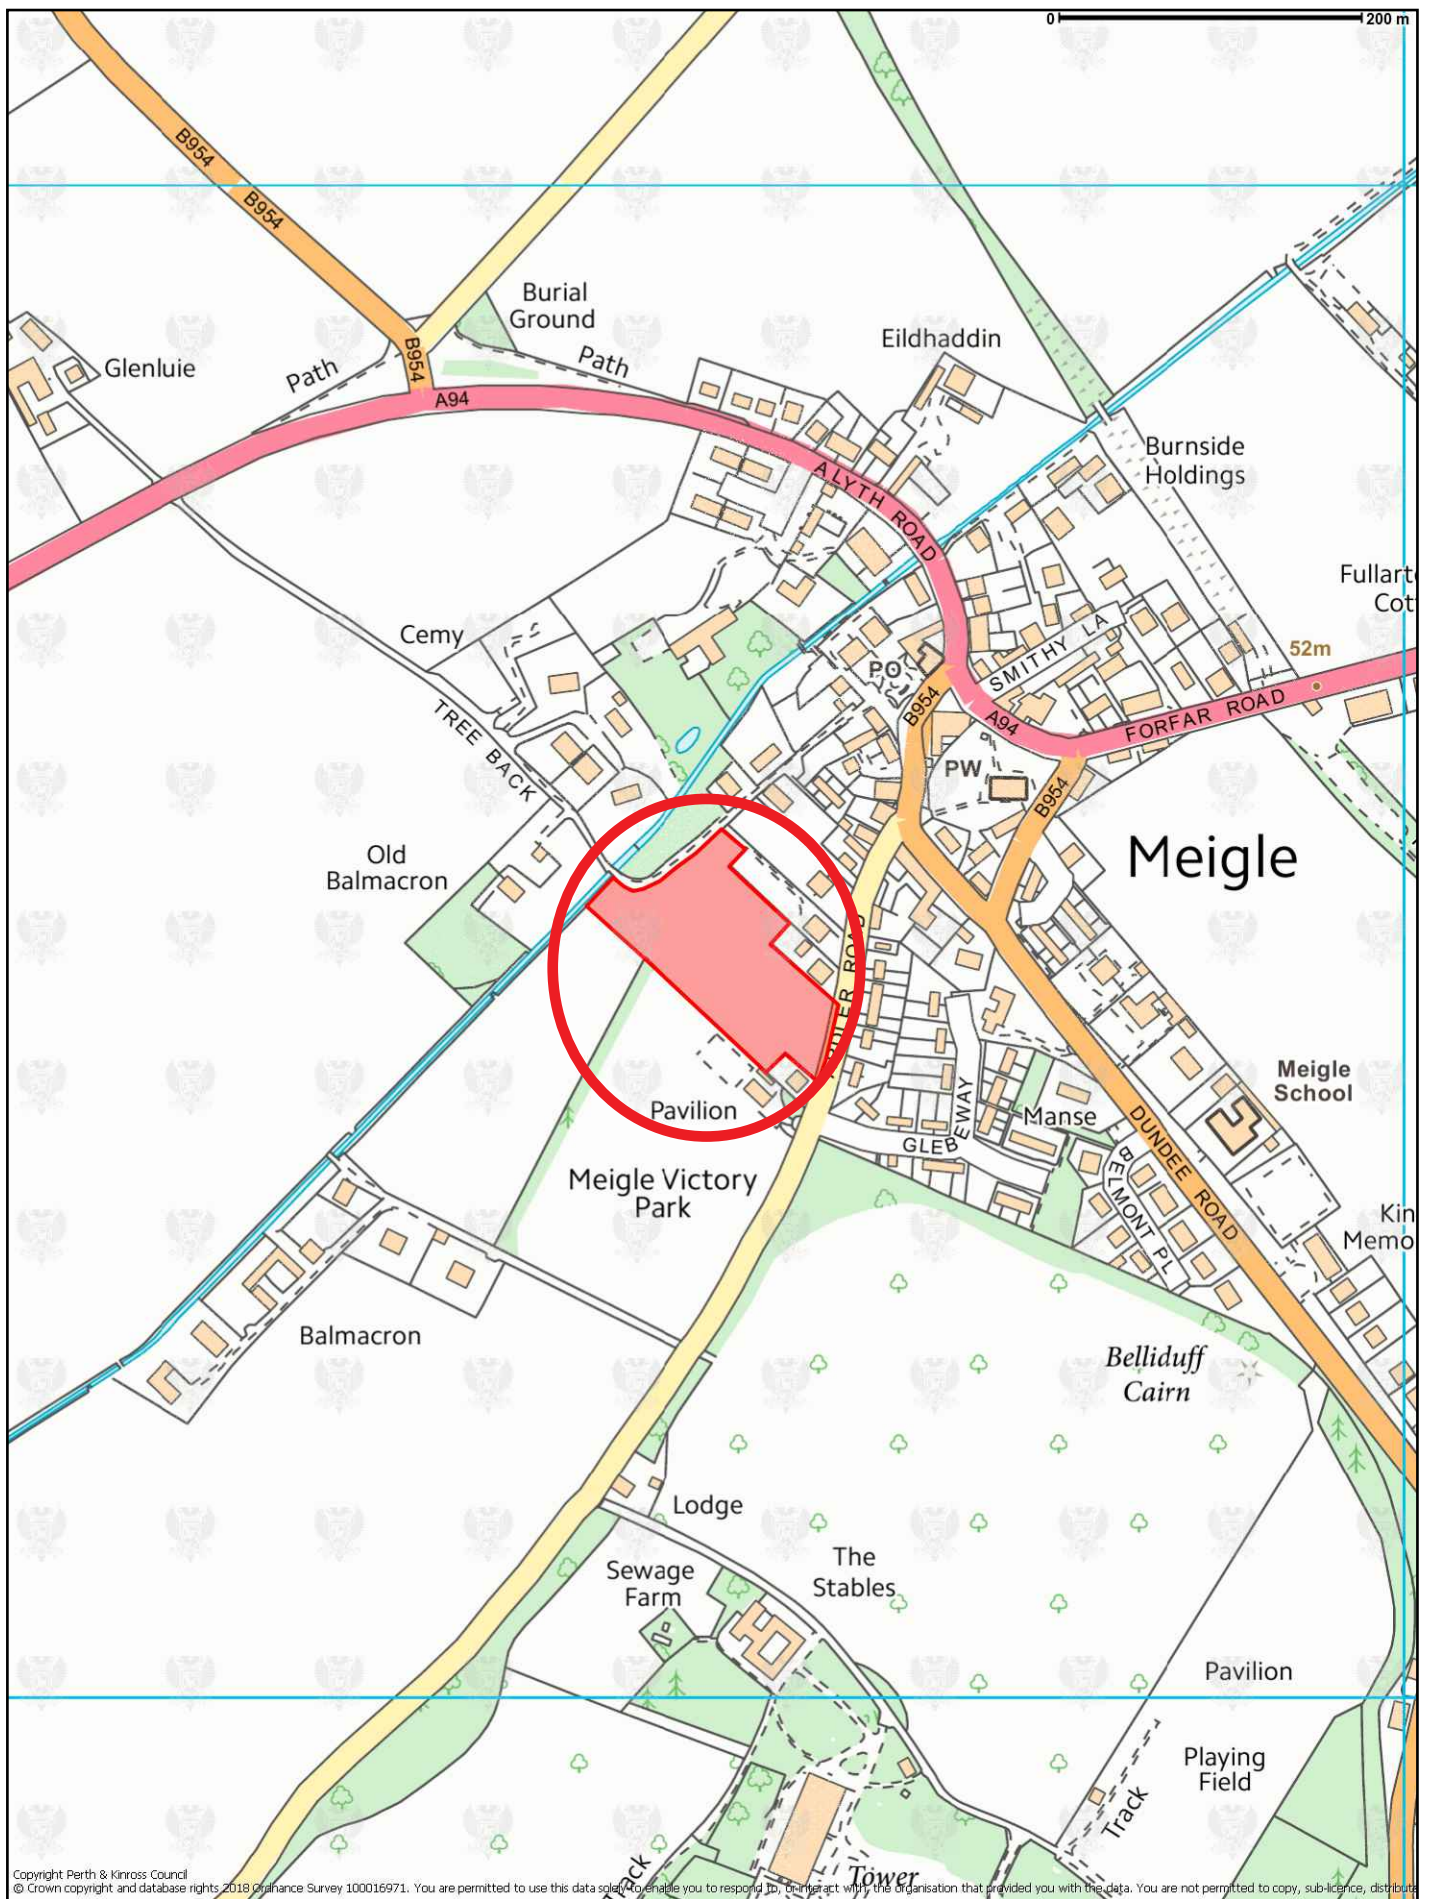 0
200 m
B954
B954
Burial
Ground
Eildhaddin
Glenluie
Path
B954
Path
A94
Burnside
Holdings
ALYTH ROAD
Cemy
SMITHY LA
52m
PO
B954
A94
FORFAR ROAD
TREE BACK
PW
B954
Meigle
Old
Balmacron
Meigle
School
Pavilion
Manse
GLEBEWAY
DUNDEE ROAD
BELMONT PL
Meigle Victory
Park
Balmacron
Belliduff
Cairn
Lodge
The
Stables
Sewage
Farm
Pavilion
Playing
Field
Track
Track
Tower
Copyright Perth & Kinross Council
© Crown copyright and database rights 2018 Ordnance Survey 100016971. You are permitted to use this data solely to enable you to respond to, or interact with, the organisation that provided you with the data. You are not permitted to copy, sub-licence, distribute